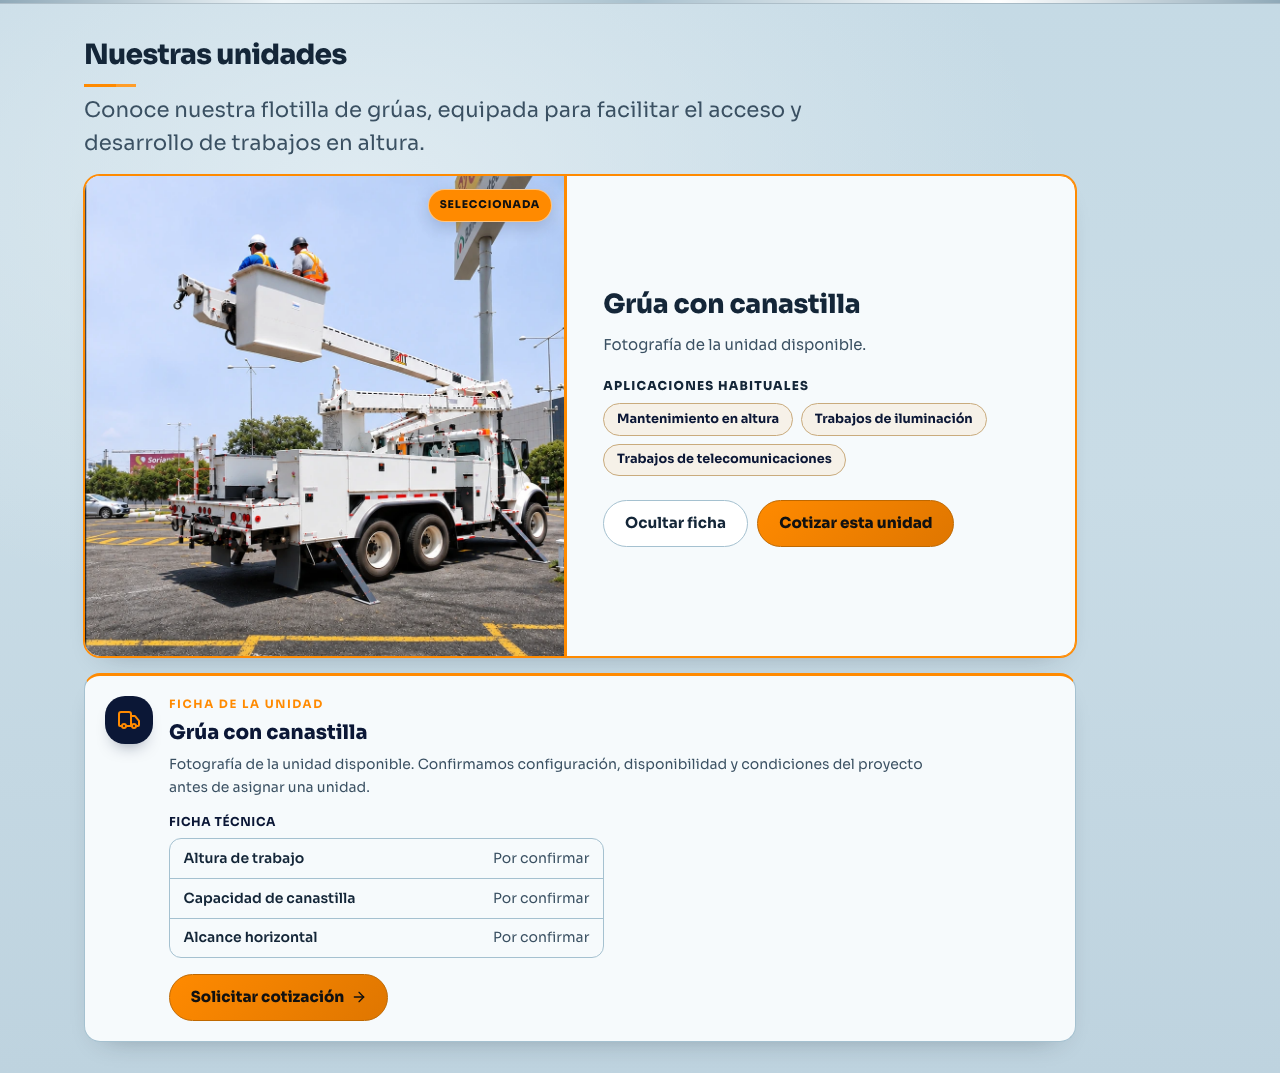 Nuestras unidades
Conoce nuestra flotilla de grúas, equipada para facilitar el acceso y
desarrollo de trabajos en altura.
SELECCIONADA
Grúa con canastilla
Fotografía de la unidad disponible.
APLICACIONES HABITUALES
Mantenimiento en altura
Trabajos de iluminación
Trabajos de telecomunicaciones
Ocultar ficha
Cotizar esta unidad
FICHA DE LA UNIDAD
Grúa con canastilla
Fotografía de la unidad disponible. Confirmamos configuración, disponibilidad y condiciones del proyecto
antes de asignar una unidad.
FICHA TÉCNICA
Altura de trabajo Por confirmar
Capacidad de canastilla Por confirmar
Alcance horizontal Por confirmar
Solicitar cotización →